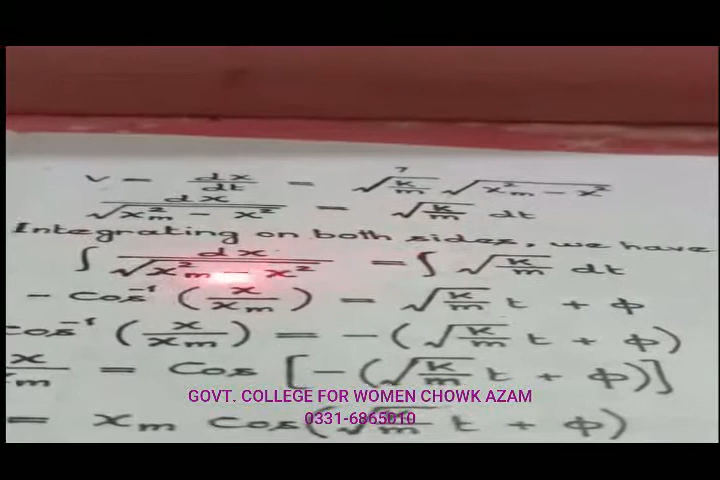 7
v = dx/dt = √(k/m) √(x²m − x²)
dx/√(x²m − x²) = √(k/m) dt
Integrating on both sides, we have
∫ dx/√(x²m − x²) = ∫ √(k/m) dt
− cos⁻¹ (x/xm) = √(k/m) t + φ
cos⁻¹ (x/xm) = −(√(k/m) t + φ)
x/xm = cos [−(√(k/m) t + φ)]
= xm cos(√(k/m) t + φ)
GOVT. COLLEGE FOR WOMEN CHOWK AZAM
0331-6865010